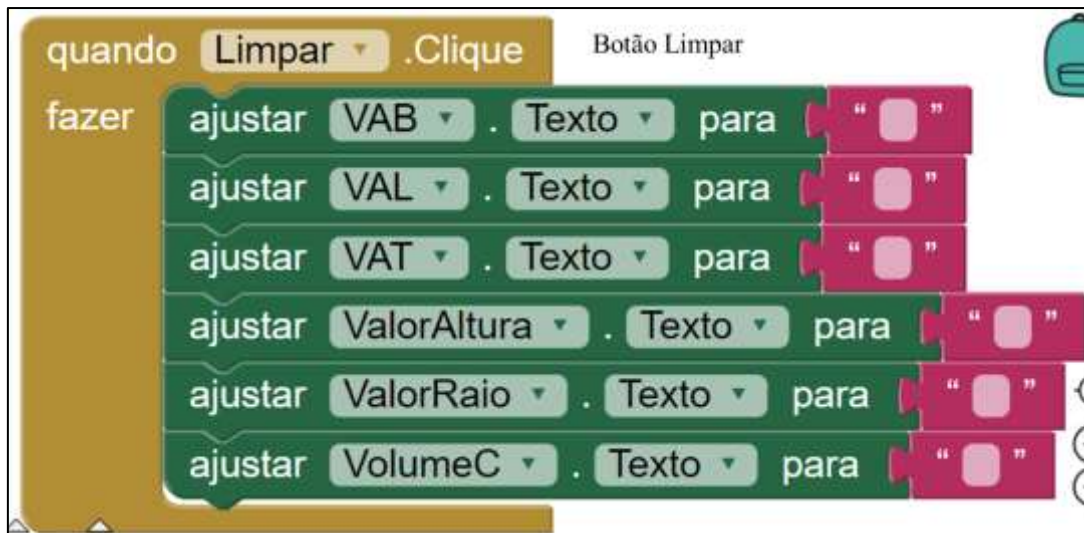 quando Limpar .Clique Botão Limpar
fazer ajustar VAB . Texto para “ ”
ajustar VAL . Texto para “ ”
ajustar VAT . Texto para “ ”
ajustar ValorAltura . Texto para “ ”
ajustar ValorRaio . Texto para “ ”
ajustar VolumeC . Texto para “ ”